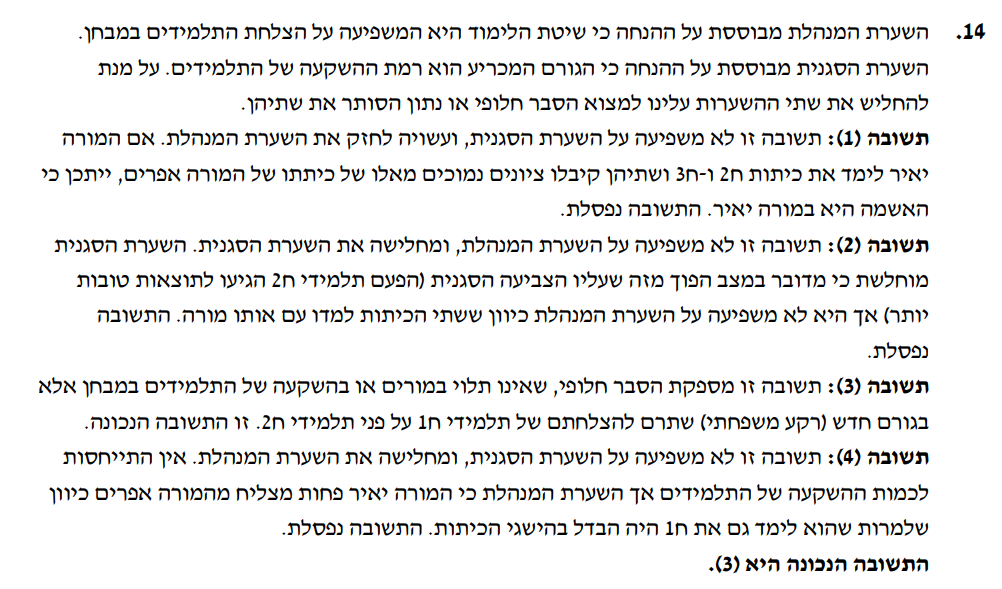 14. השערת המנהלת מבוססת על ההנחה כי שיטת הלימוד היא המשפיעה על הצלחת התלמידים במבחן.
השערת הסגנית מבוססת על ההנחה כי הגורם המכריע הוא רמת ההשקעה של התלמידים. על מנת
להחליש את שתי ההשערות עלינו למצוא הסבר חלופי או נתון הסותר את שתיהן.
תשובה (1): תשובה זו לא משפיעה על השערת הסגנית, ועשויה לחזק את השערת המנהלת. אם המורה
יאיר לימד את כיתות ח2 ו-ח3 ושתיהן קיבלו ציונים נמוכים מאלו של כיתתו של המורה אפרים, ייתכן כי
האשמה היא במורה יאיר. התשובה נפסלת.
תשובה (2): תשובה זו לא משפיעה על השערת המנהלת, ומחלישה את השערת הסגנית. השערת הסגנית
מוחלשת כי מדובר במצב הפוך מזה שעליו הצביעה הסגנית (הפעם תלמידי ח2 הגיעו לתוצאות טובות
יותר) אך היא לא משפיעה על השערת המנהלת כיוון ששתי הכיתות למדו עם אותו מורה. התשובה
נפסלת.
תשובה (3): תשובה זו מספקת הסבר חלופי, שאינו תלוי במורים או בהשקעה של התלמידים במבחן אלא
בגורם חדש (רקע משפחתי) שתרם להצלחתם של תלמידי ח1 על פני תלמידי ח2. זו התשובה הנכונה.
תשובה (4): תשובה זו לא משפיעה על השערת הסגנית, ומחלישה את השערת המנהלת. אין התייחסות
לכמות ההשקעה של התלמידים אך השערת המנהלת כי המורה יאיר פחות מצליח מהמורה אפרים כיוון
שלמרות שהוא לימד גם את ח1 היה הבדל בהישגי הכיתות. התשובה נפסלת.
התשובה הנכונה היא (3).